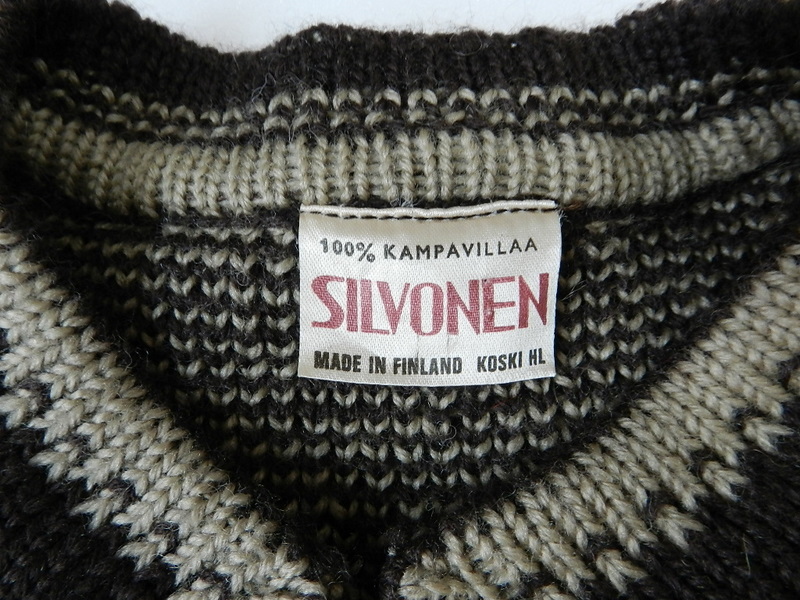 100% KAMPAVILLAA
SILVONEN
MADE IN FINLAND KOSKI HL